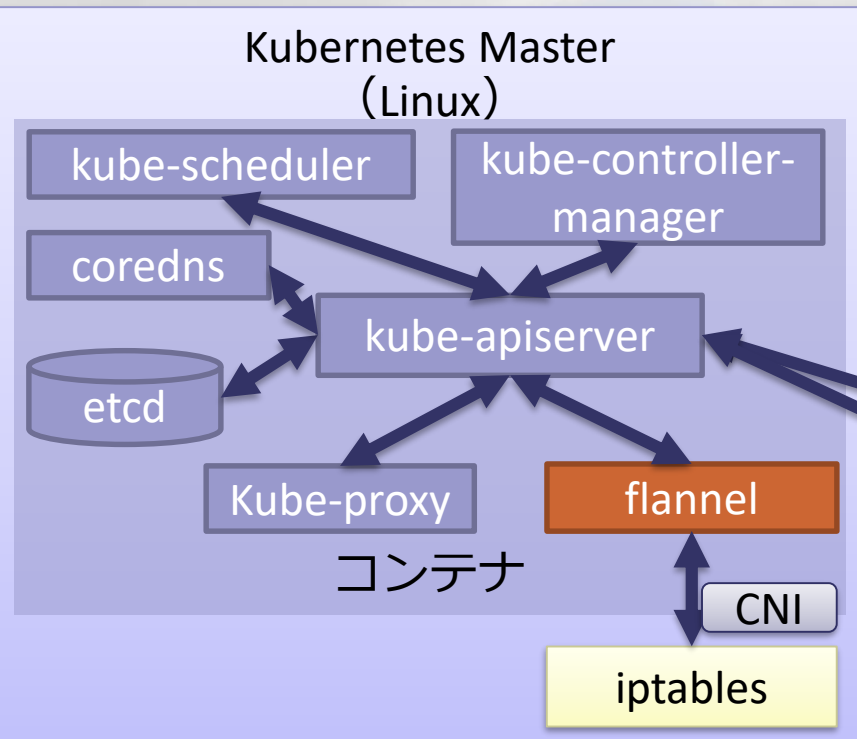 Kubernetes Master
（Linux）
kube-scheduler
kube-controller-
manager
coredns
kube-apiserver
etcd
Kube-proxy
flannel
コンテナ
CNI
iptables